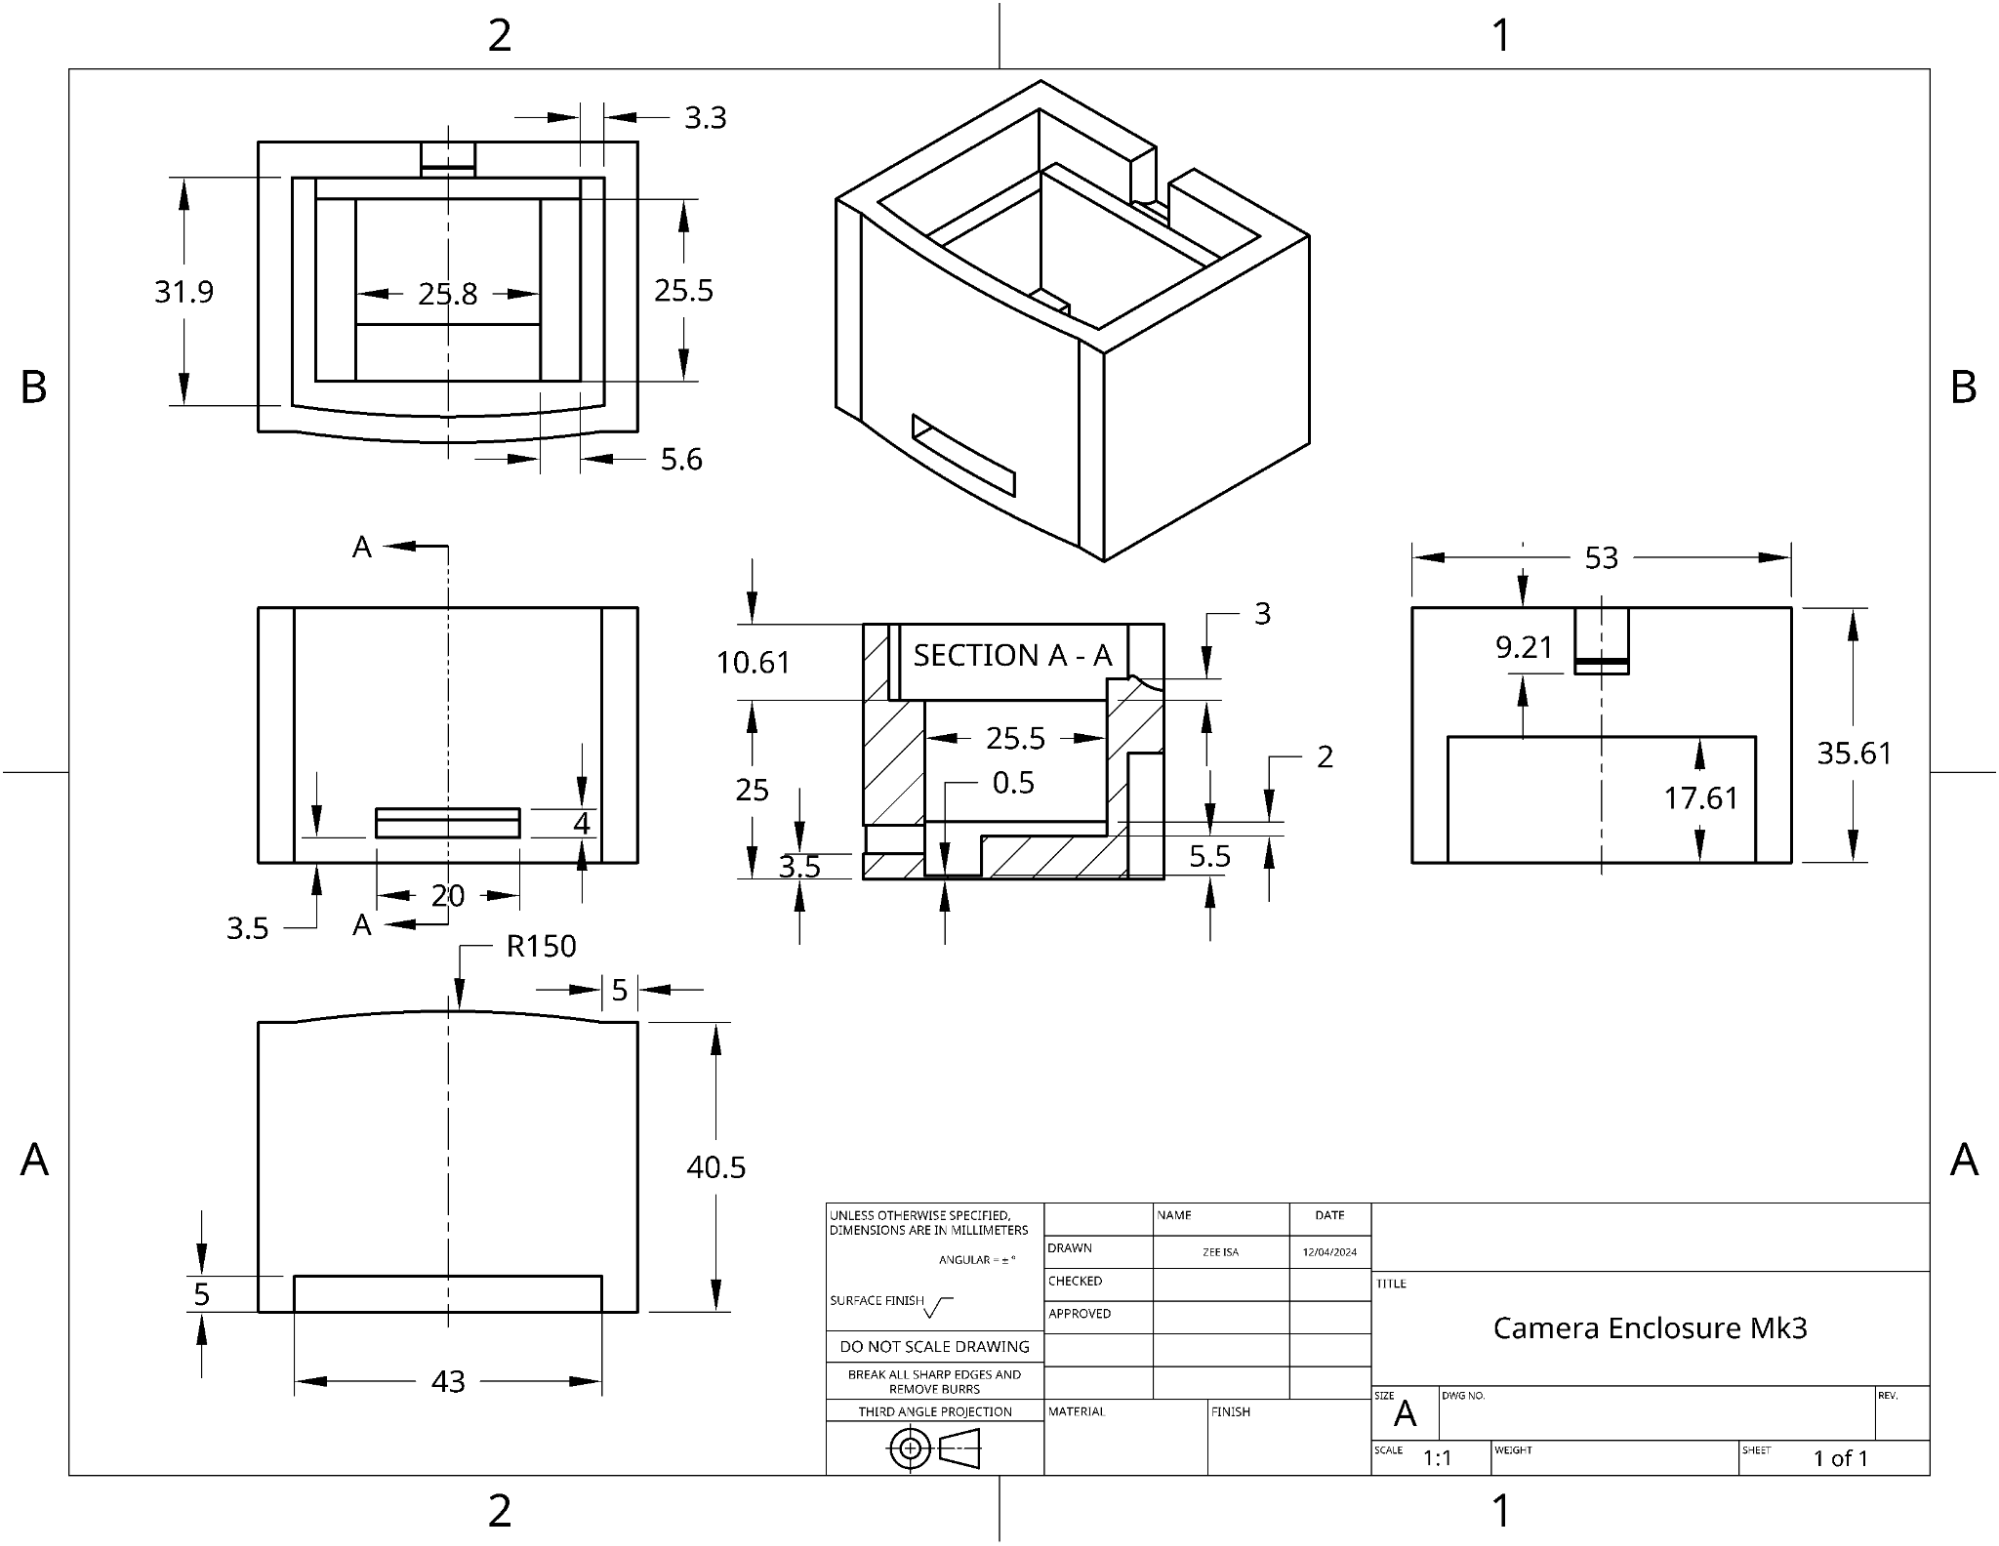 2
1
3.3
31.9
25.8
25.5
5.6
B
B
A
A
20
4
3.5
SECTION A - A
10.61
25
3.5
25.5
0.5
3
2
5.5
53
9.21
17.61
35.61
R150
5
40.5
5
43
A
A
UNLESS OTHERWISE SPECIFIED,
DIMENSIONS ARE IN MILLIMETERS
ANGULAR = ± °
SURFACE FINISH
DO NOT SCALE DRAWING
BREAK ALL SHARP EDGES AND
REMOVE BURRS
THIRD ANGLE PROJECTION
NAME
DATE
DRAWN
ZEE ISA
12/04/2024
CHECKED
APPROVED
MATERIAL
FINISH
TITLE
Camera Enclosure Mk3
SIZE
A
DWG NO.
REV.
SCALE
1:1
WEIGHT
SHEET
1 of 1
2
1